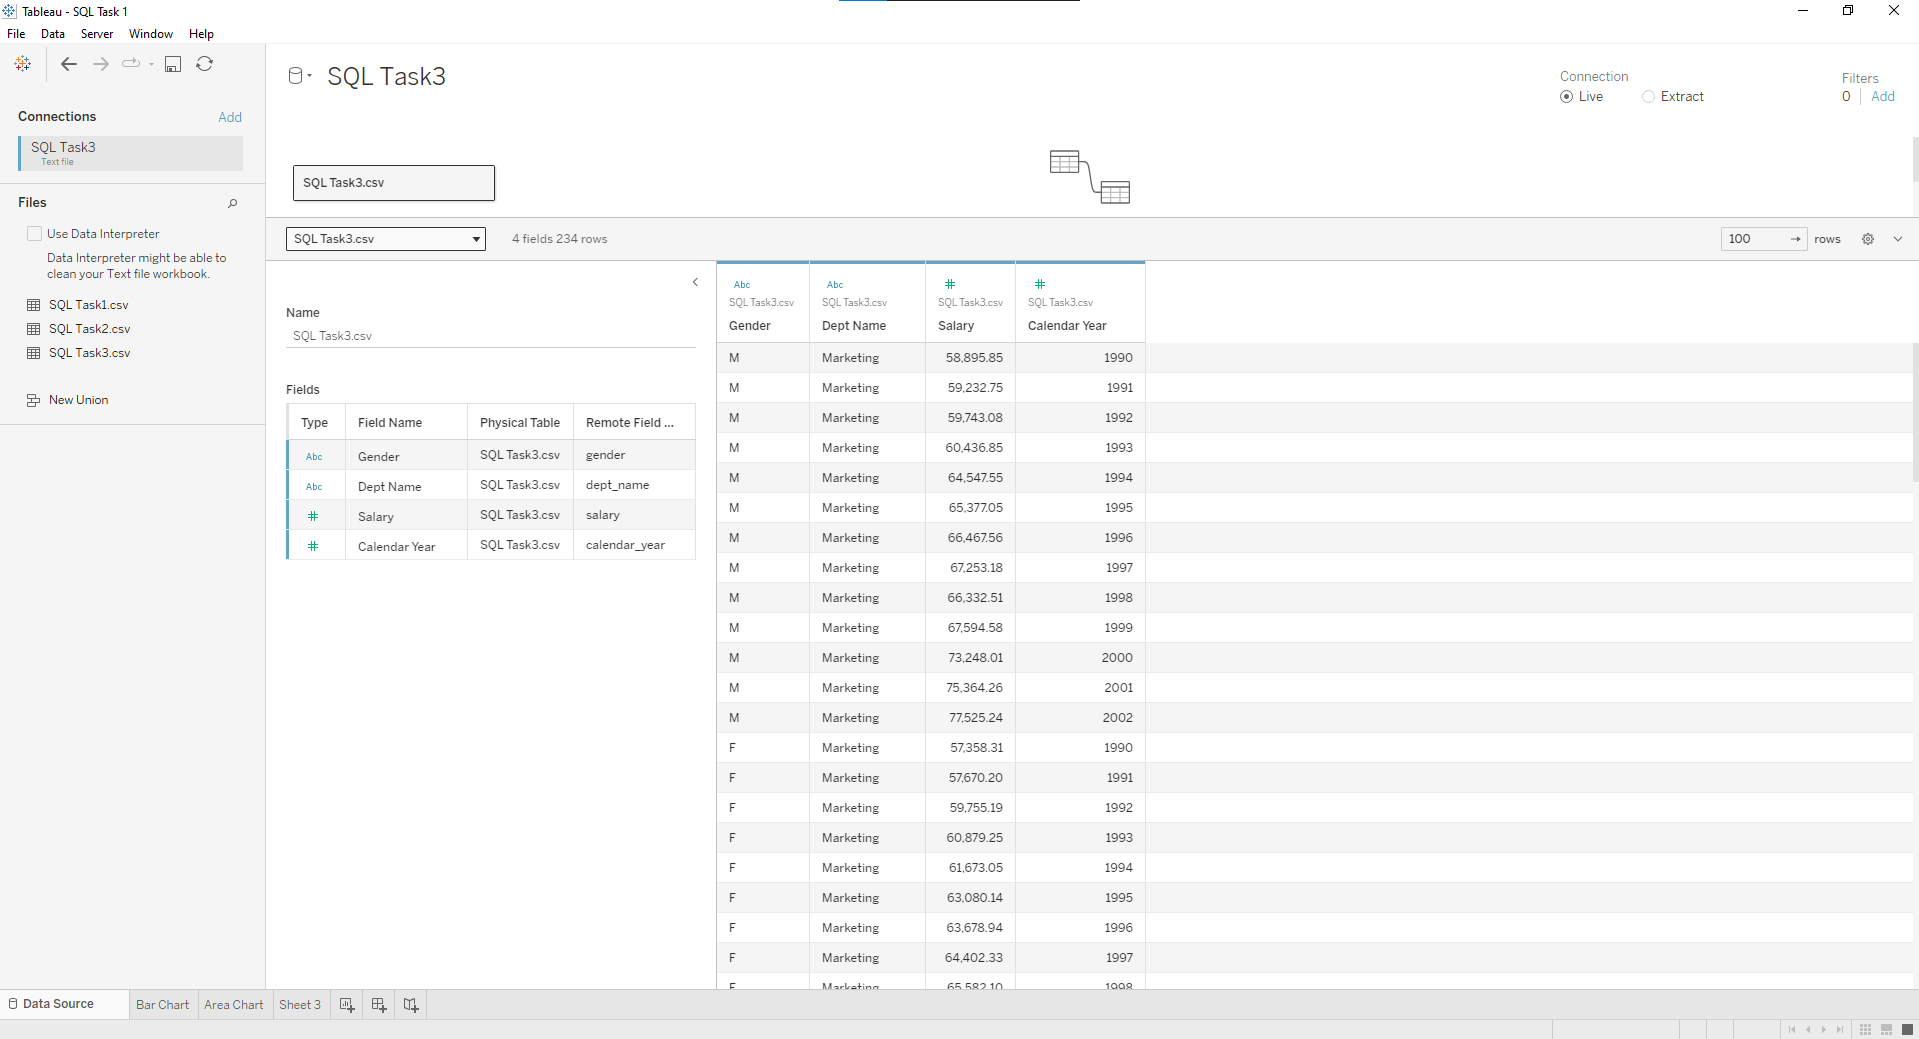 Tableau - SQL Task 1
File Data Server Window Help
SQL Task3
Connection
Filters
Live Extract
0 Add
Connections Add
SQL Task3
Text file
SQL Task3.csv
Files
Use Data Interpreter
Data Interpreter might be able to
clean your Text file workbook.
SQL Task1.csv
SQL Task2.csv
SQL Task3.csv
New Union
SQL Task3.csv 4 fields 234 rows 100 rows
Name
SQL Task3.csv
Fields
Type Field Name Physical Table Remote Field ...
Abc Gender SQL Task3.csv gender
Abc Dept Name SQL Task3.csv dept_name
# Salary SQL Task3.csv salary
# Calendar Year SQL Task3.csv calendar_year
Abc Abc # #
SQL Task3.csv SQL Task3.csv SQL Task3.csv SQL Task3.csv
Gender Dept Name Salary Calendar Year
M Marketing 58,895.85 1990
M Marketing 59,232.75 1991
M Marketing 59,743.08 1992
M Marketing 60,436.85 1993
M Marketing 64,547.55 1994
M Marketing 65,377.05 1995
M Marketing 66,467.56 1996
M Marketing 67,253.18 1997
M Marketing 66,332.51 1998
M Marketing 67,594.58 1999
M Marketing 73,248.01 2000
M Marketing 75,364.26 2001
M Marketing 77,525.24 2002
F Marketing 57,358.31 1990
F Marketing 57,670.20 1991
F Marketing 59,755.19 1992
F Marketing 60,879.25 1993
F Marketing 61,673.05 1994
F Marketing 63,080.14 1995
F Marketing 63,678.94 1996
F Marketing 64,402.33 1997
F Marketing 65,582.10 1998
Data Source Bar Chart Area Chart Sheet 3